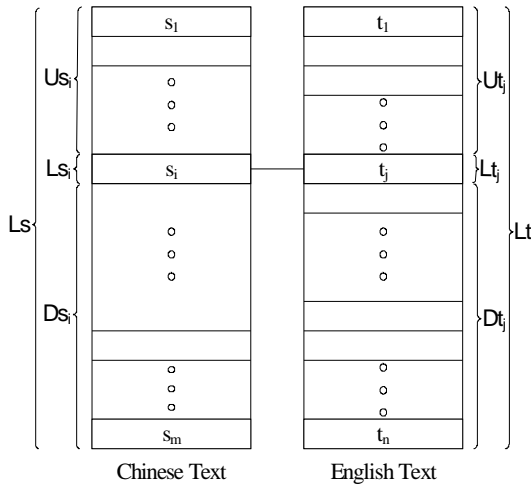 s₁ t₁
Usᵢ Utⱼ
Lsᵢ sᵢ tⱼ Ltⱼ
Ls Lt
Dsᵢ Dtⱼ
sₘ tₙ
Chinese Text English Text